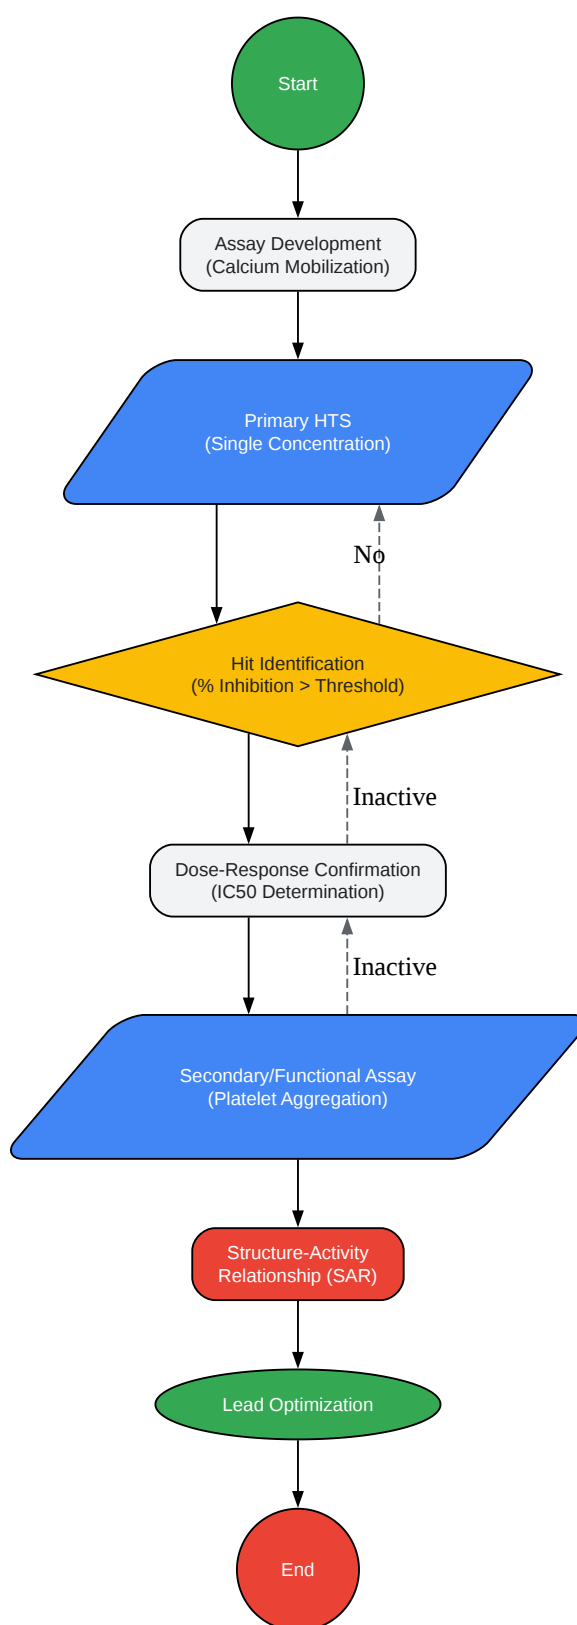 Start
Assay Development
(Calcium Mobilization)
Primary HTS
(Single Concentration)
No
Hit Identification
(% Inhibition > Threshold)
Inactive
Dose-Response Confirmation
(IC50 Determination)
Inactive
Secondary/Functional Assay
(Platelet Aggregation)
Structure-Activity
Relationship (SAR)
Lead Optimization
End